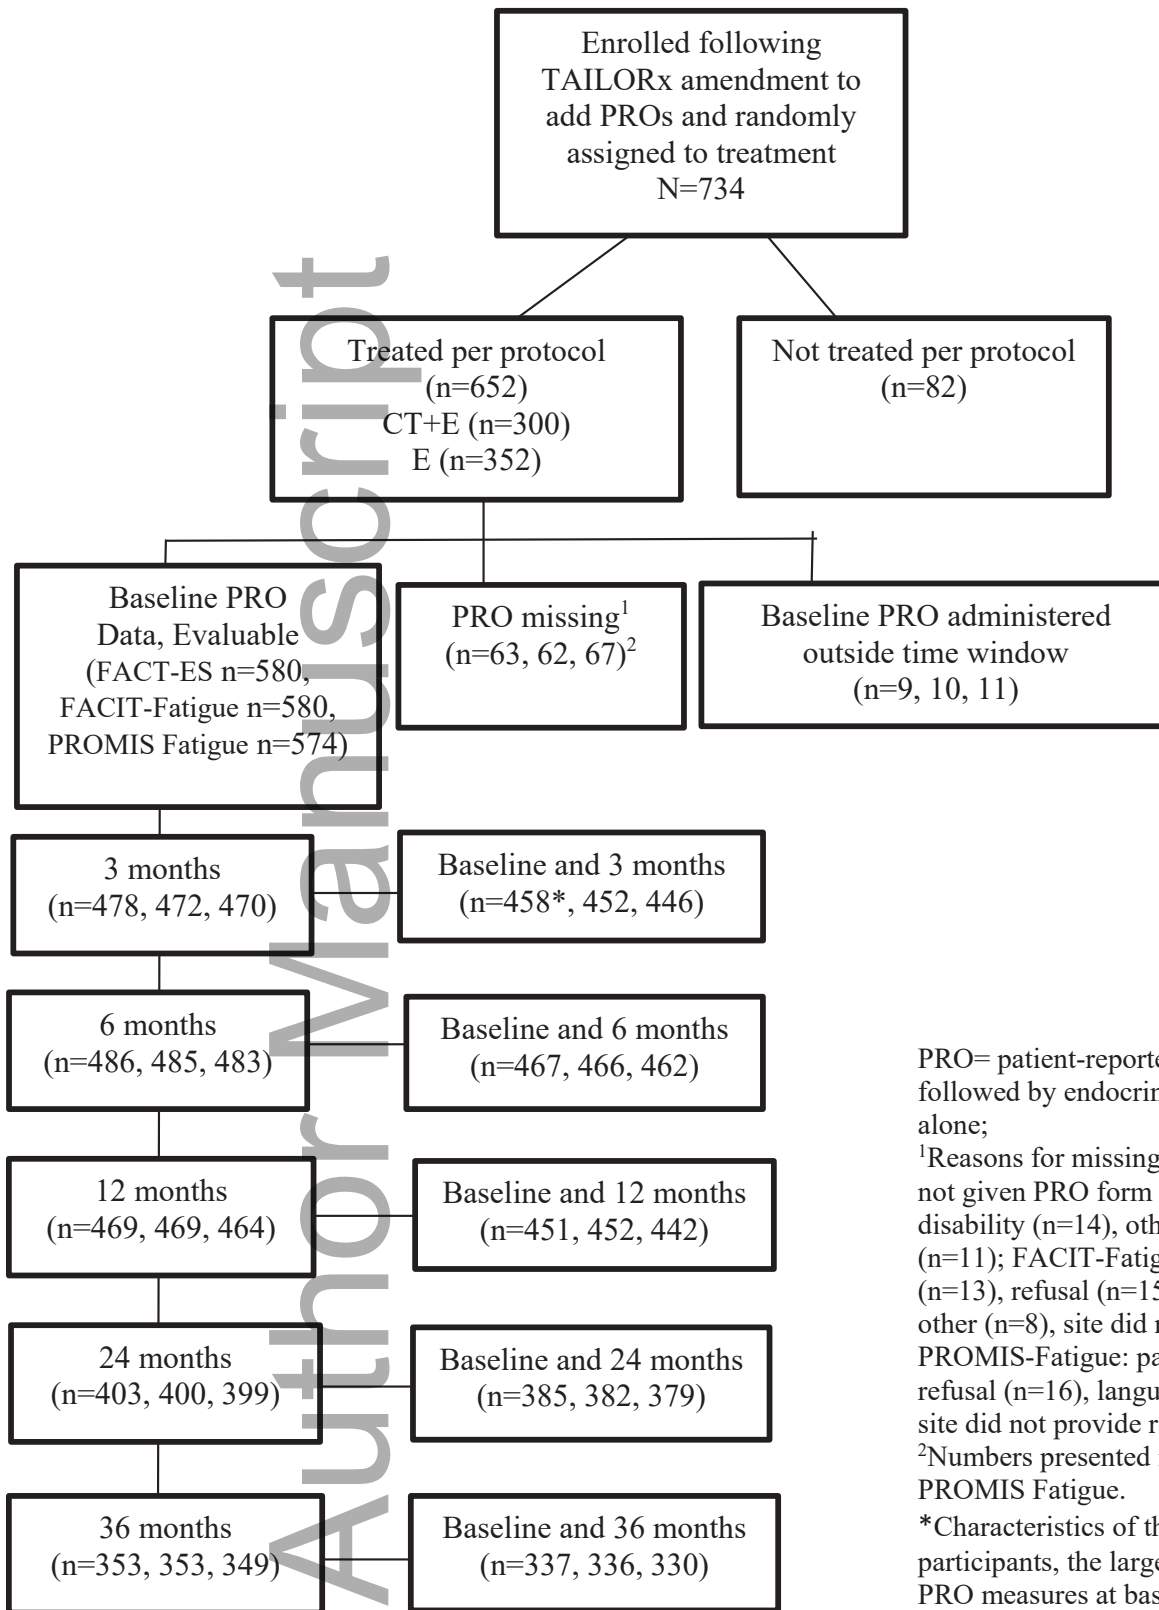 Enrolled following
TAILORx amendment to
add PROs and randomly
assigned to treatment
N=734
Treated per protocol
(n=652)
CT+E (n=300)
E (n=352)
Not treated per protocol
(n=82)
Baseline PRO
Data, Evaluable
(FACT-ES n=580,
FACIT-Fatigue n=580,
PROMIS Fatigue n=574)
PRO missing¹
(n=63, 62, 67)²
Baseline PRO administered
outside time window
(n=9, 10, 11)
3 months
(n=478, 472, 470)
Baseline and 3 months
(n=458*, 452, 446)
6 months
(n=486, 485, 483)
Baseline and 6 months
(n=467, 466, 462)
12 months
(n=469, 469, 464)
Baseline and 12 months
(n=451, 452, 442)
24 months
(n=403, 400, 399)
Baseline and 24 months
(n=385, 382, 379)
36 months
(n=353, 353, 349)
Baseline and 36 months
(n=337, 336, 330)
PRO= patient-reporte
followed by endocrin
alone;
¹Reasons for missing
not given PRO form
disability (n=14), oth
(n=11); FACIT-Fatig
(n=13), refusal (n=15
other (n=8), site did n
PROMIS-Fatigue: pa
refusal (n=16), langu
site did not provide r
²Numbers presented
PROMIS Fatigue.
*Characteristics of th
participants, the large
PRO measures at bas
Author Manuscript